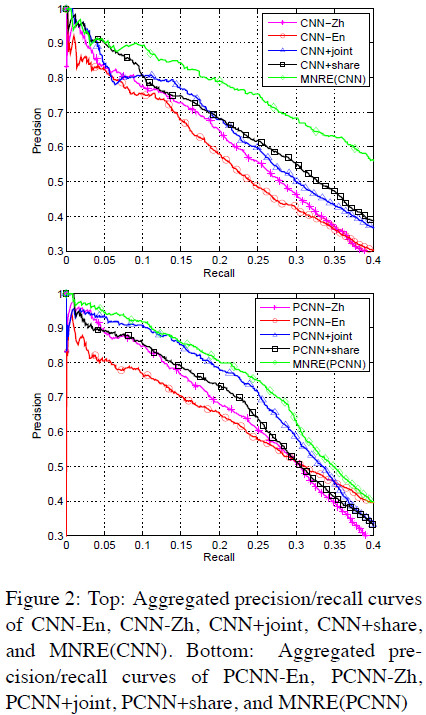 1
0.9
0.8
0.7
0.6
0.5
0.4
0.3
Precision
0 0.05 0.1 0.15 0.2 0.25 0.3 0.35 0.4
Recall
CNN−Zh
CNN−En
CNN+joint
CNN+share
MNRE(CNN)
1
0.9
0.8
0.7
0.6
0.5
0.4
0.3
Precision
0 0.05 0.1 0.15 0.2 0.25 0.3 0.35 0.4
Recall
PCNN−Zh
PCNN−En
PCNN+joint
PCNN+share
MNRE(PCNN)
Figure 2: Top: Aggregated precision/recall curves
of CNN-En, CNN-Zh, CNN+joint, CNN+share,
and MNRE(CNN). Bottom: Aggregated pre-
cision/recall curves of PCNN-En, PCNN-Zh,
PCNN+joint, PCNN+share, and MNRE(PCNN)